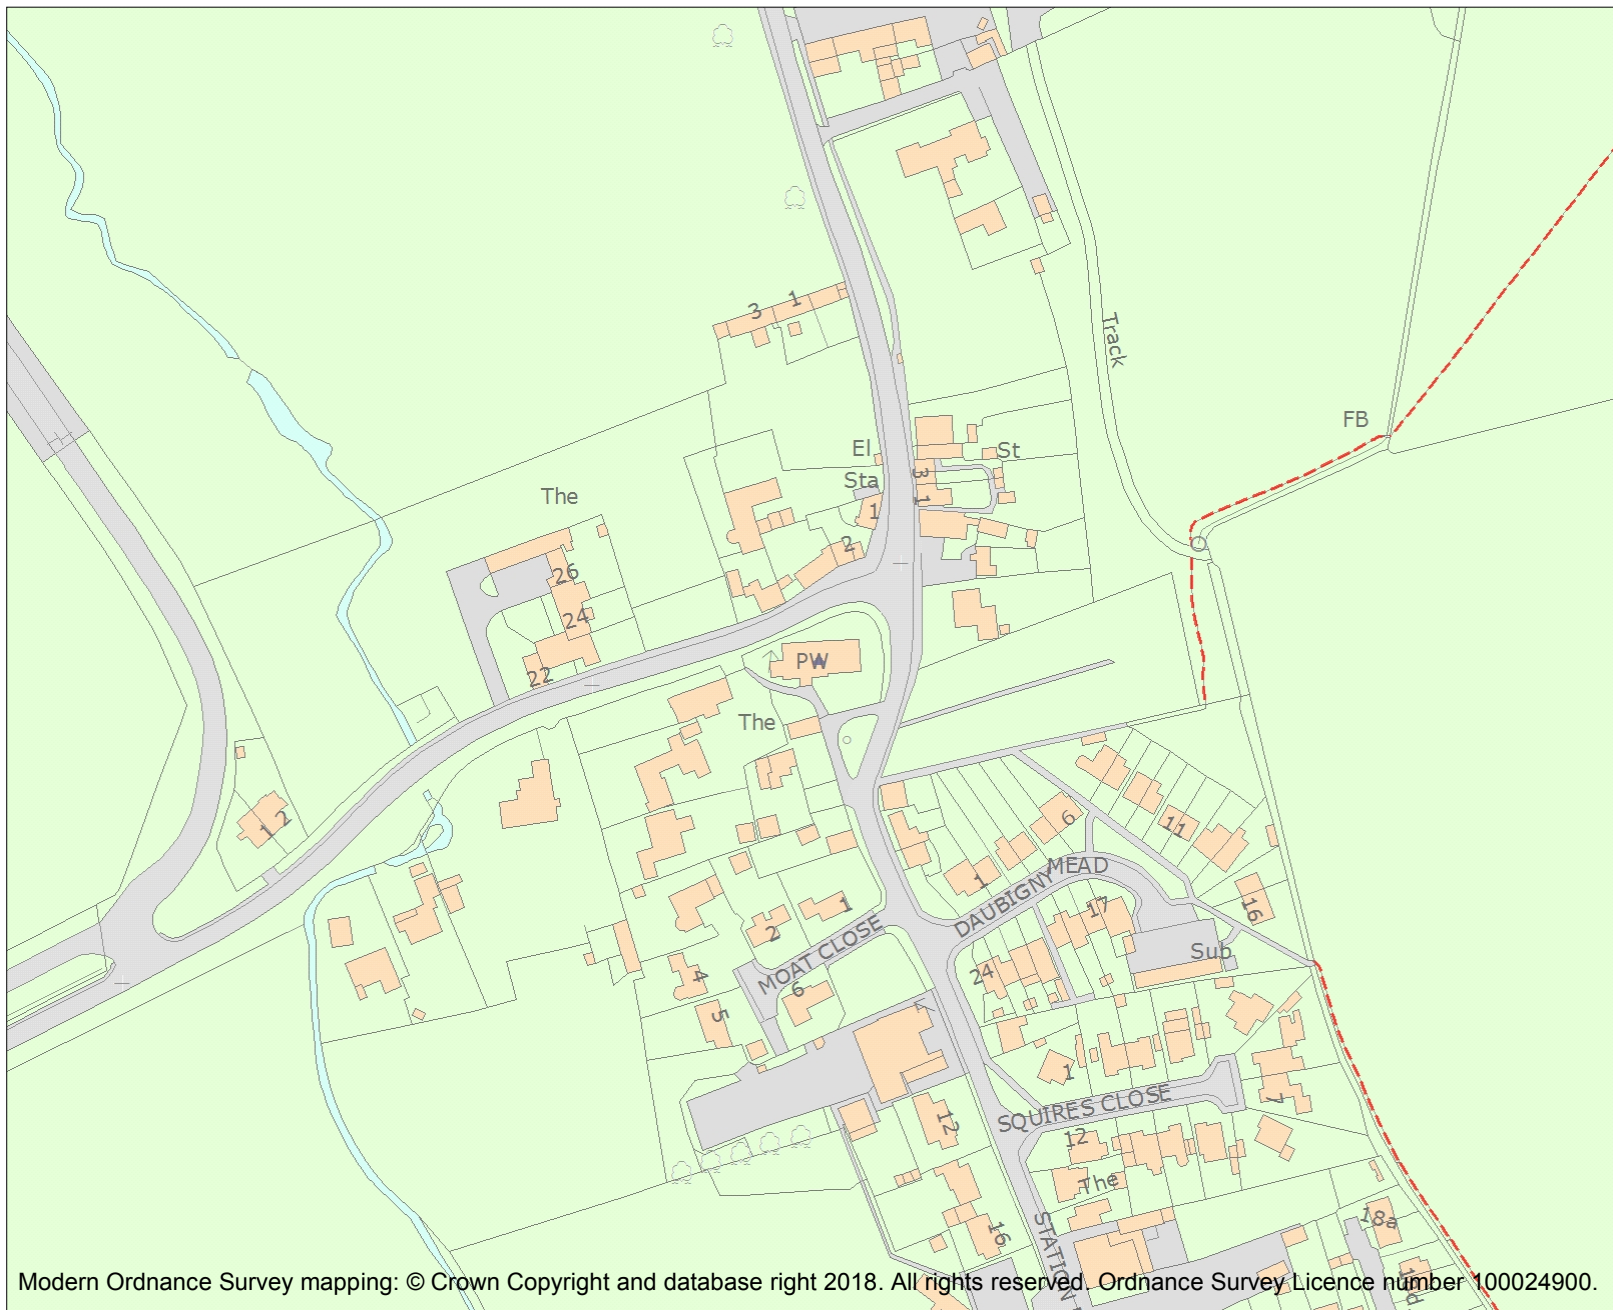 1
3
Track
FB
El
Sta
St
3
1
1
2
The
26
24
22
PW
The
1 2
6
11
MEAD
DAUBIGNY
1
17
16
Sub
24
1
2
MOAT CLOSE
4
6
5
1
7
SQUIRES CLOSE
12
12
The
16
STATION
18a
Modern Ordnance Survey mapping: © Crown Copyright and database right 2018. All rights reserved. Ordnance Survey Licence number 100024900.